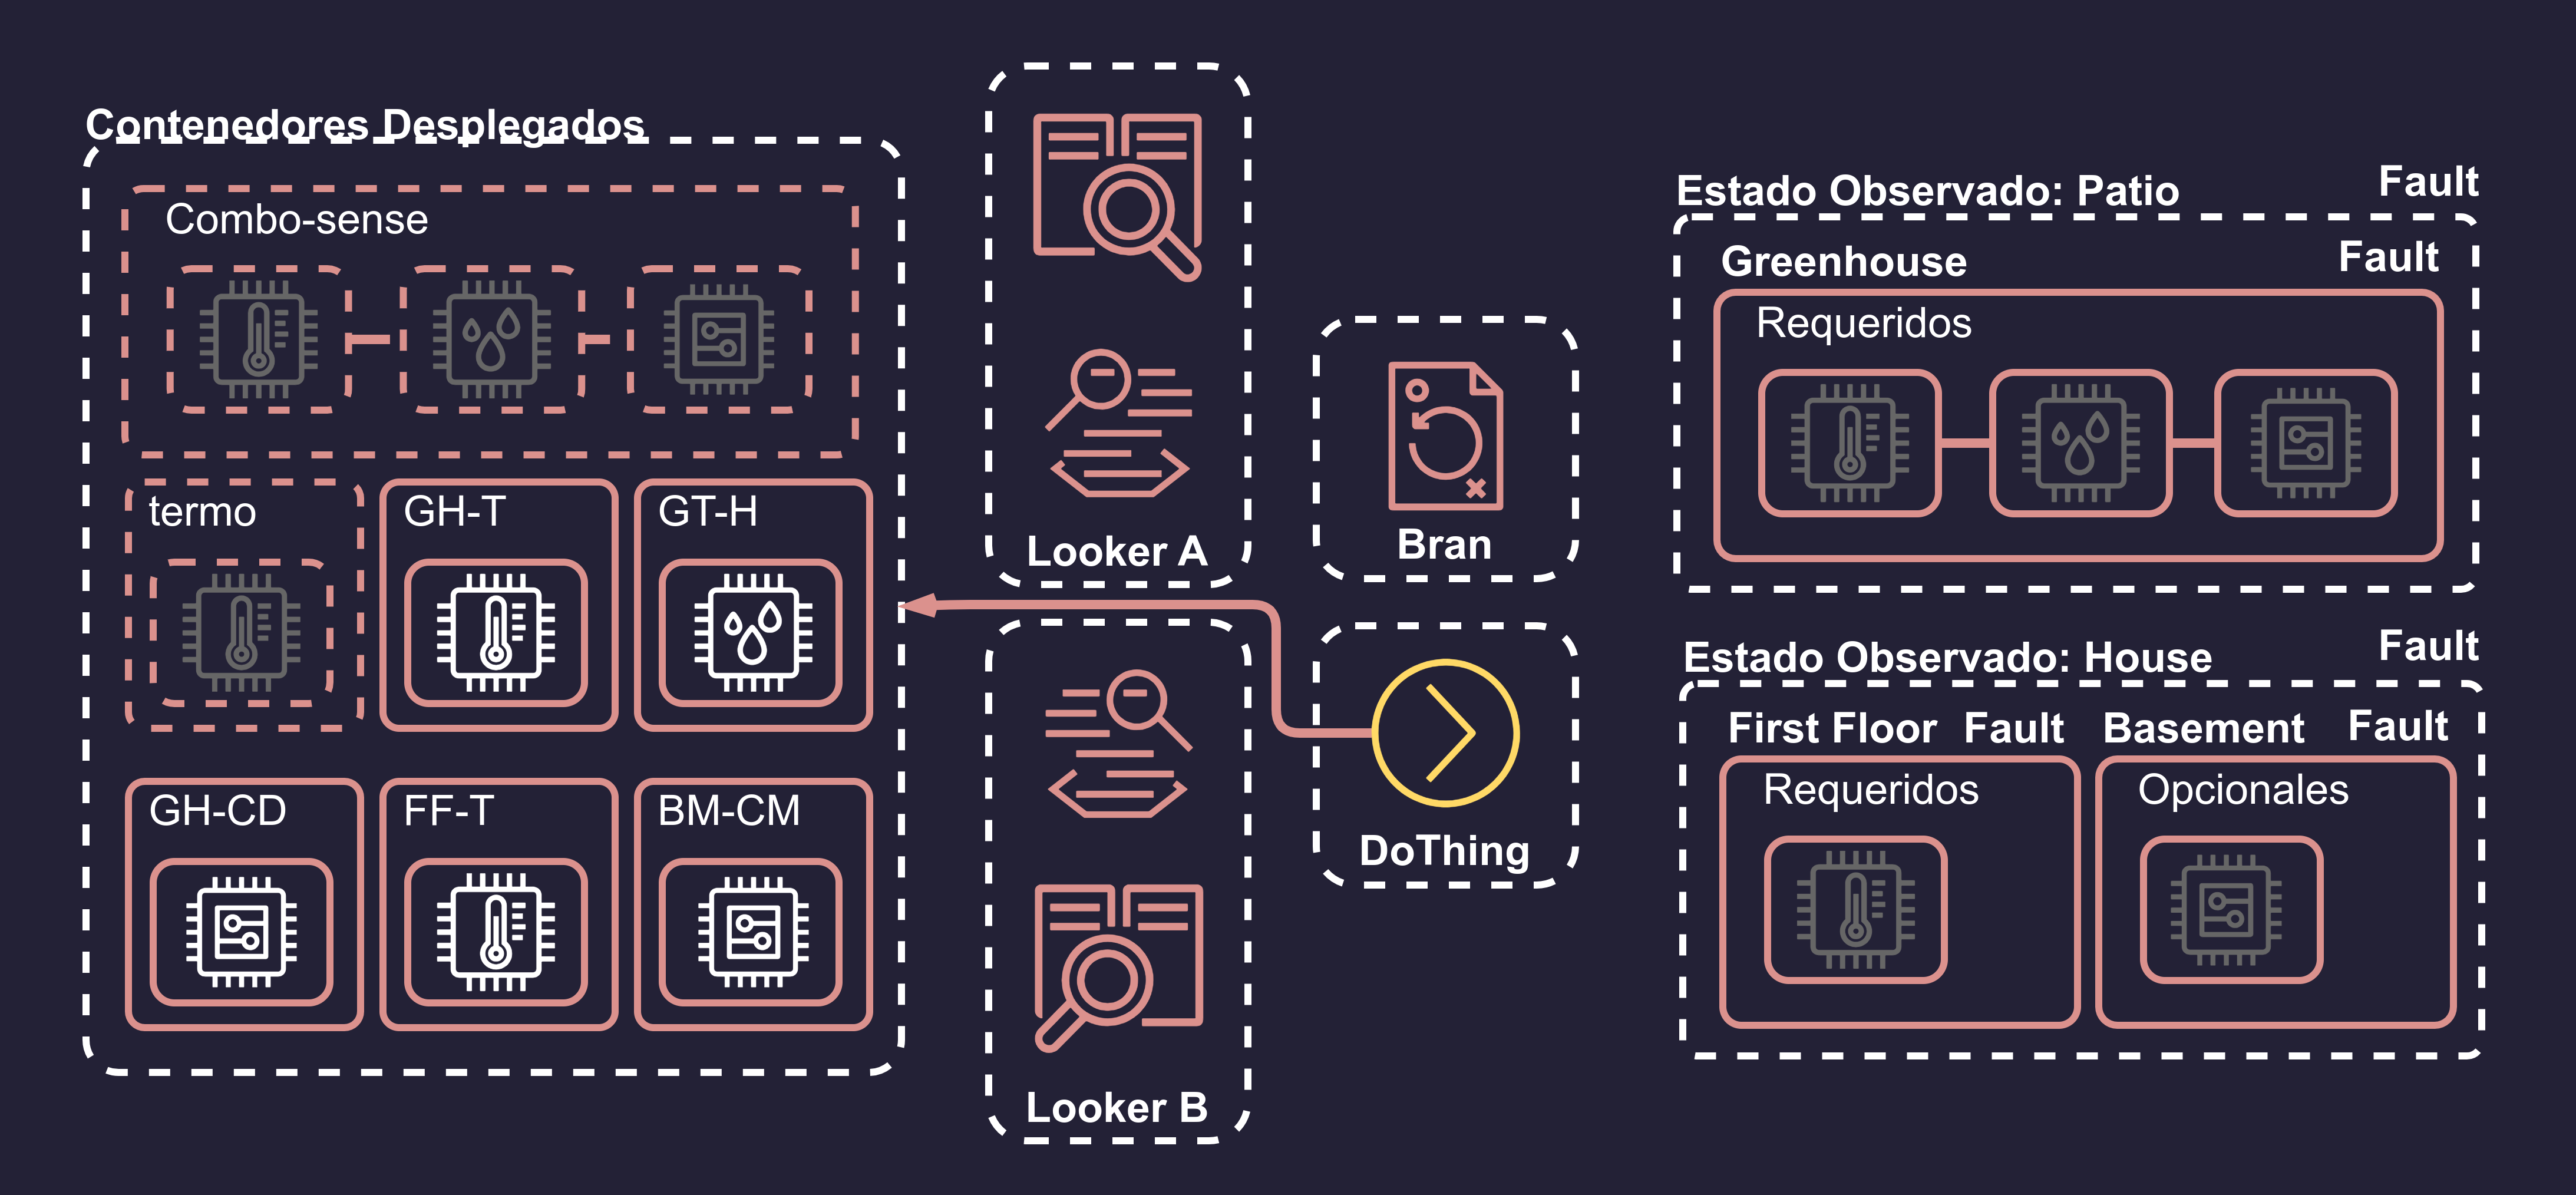 Contenedores Desplegados
Combo-sense
termo
GH-T
GT-H
GH-CD
FF-T
BM-CM
Looker A
Looker B
Bran
DoThing
Estado Observado: Patio
Fault
Greenhouse
Fault
Requeridos
Estado Observado: House
Fault
First Floor
Fault
Basement
Fault
Requeridos
Opcionales